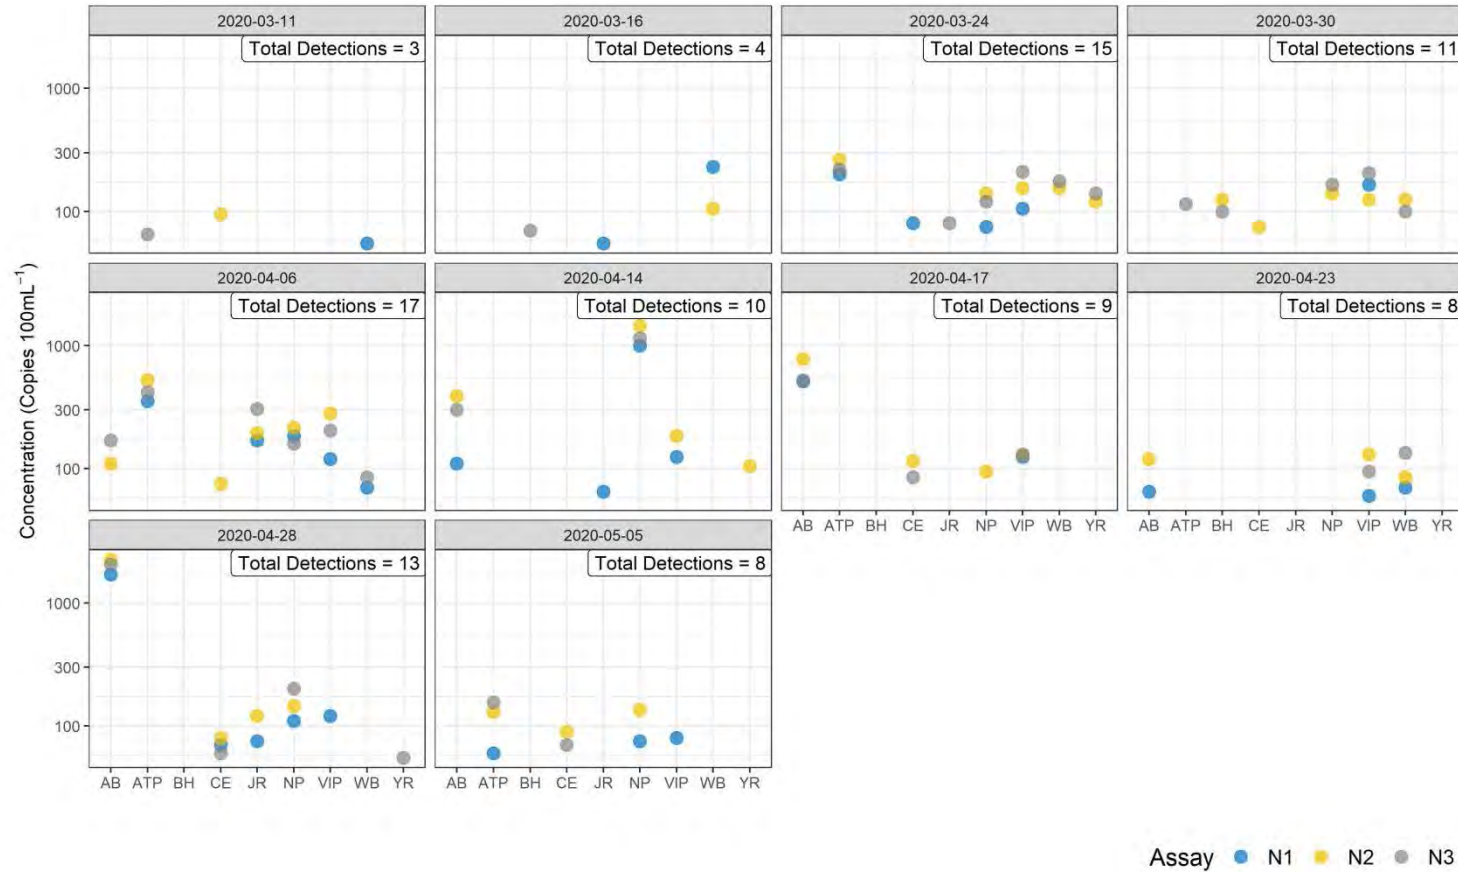 2020-03-11
2020-03-16
2020-03-24
2020-03-30
Total Detections = 3
Total Detections = 4
Total Detections = 15
Total Detections = 11
1000
300
100
2020-04-06
2020-04-14
2020-04-17
2020-04-23
Total Detections = 17
Total Detections = 10
Total Detections = 9
Total Detections = 8
1000
300
100
Concentration (Copies 100mL⁻¹)
AB ATP BH CE JR NP VIP WB YR
AB ATP BH CE JR NP VIP WB YR
2020-04-28
2020-05-05
Total Detections = 13
Total Detections = 8
1000
300
100
AB ATP BH CE JR NP VIP WB YR
AB ATP BH CE JR NP VIP WB YR
Assay N1 N2 N3